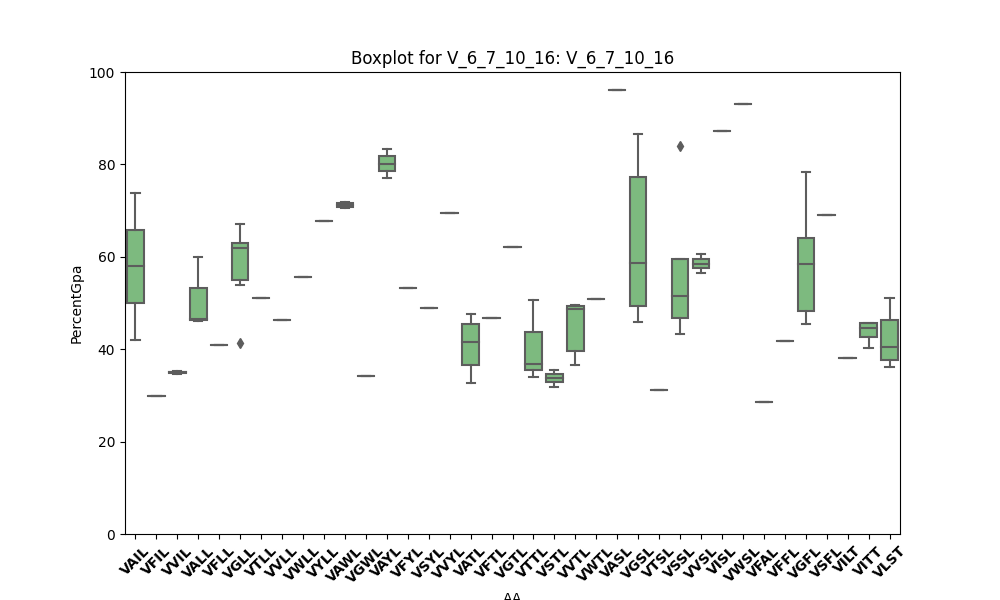 Boxplot for V_6_7_10_16: V_6_7_10_16
100
80
60
40
20
0
PercentGpa
VAIL VFIL VVIL VALL VFLL VGLL VTLL VVLL VWLL VYLL VAWL VGWL VAYL VFYL VSYL VVYL VATL VFTL VGTL VTTL VSTL VVTL VWTL VASL VGSL VTSL VSSL VVSL VISL VWSL VFAL VFFL VGFL VSFL VILT VITT VLST
AA